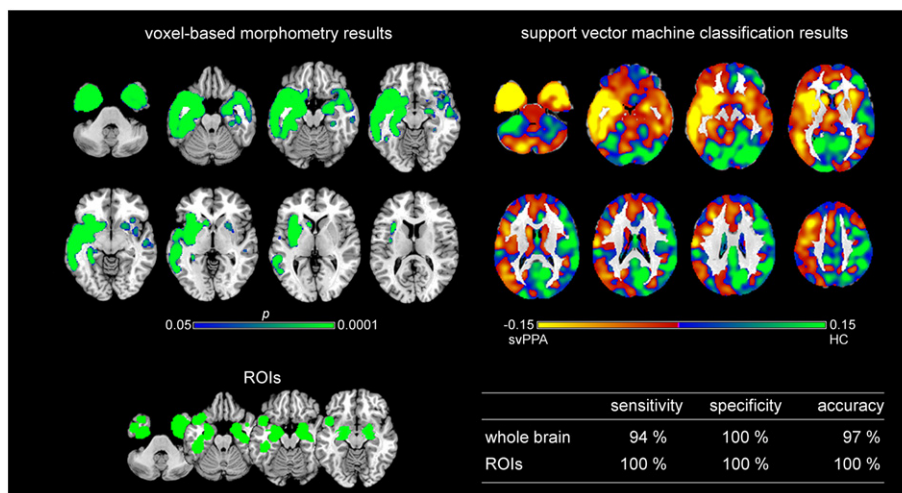 voxel-based morphometry results
support vector machine classification results
p
0.05 0.0001
-0.15 0.15
svPPA HC
ROIs
sensitivity specificity accuracy
whole brain 94 % 100 % 97 %
ROIs 100 % 100 % 100 %